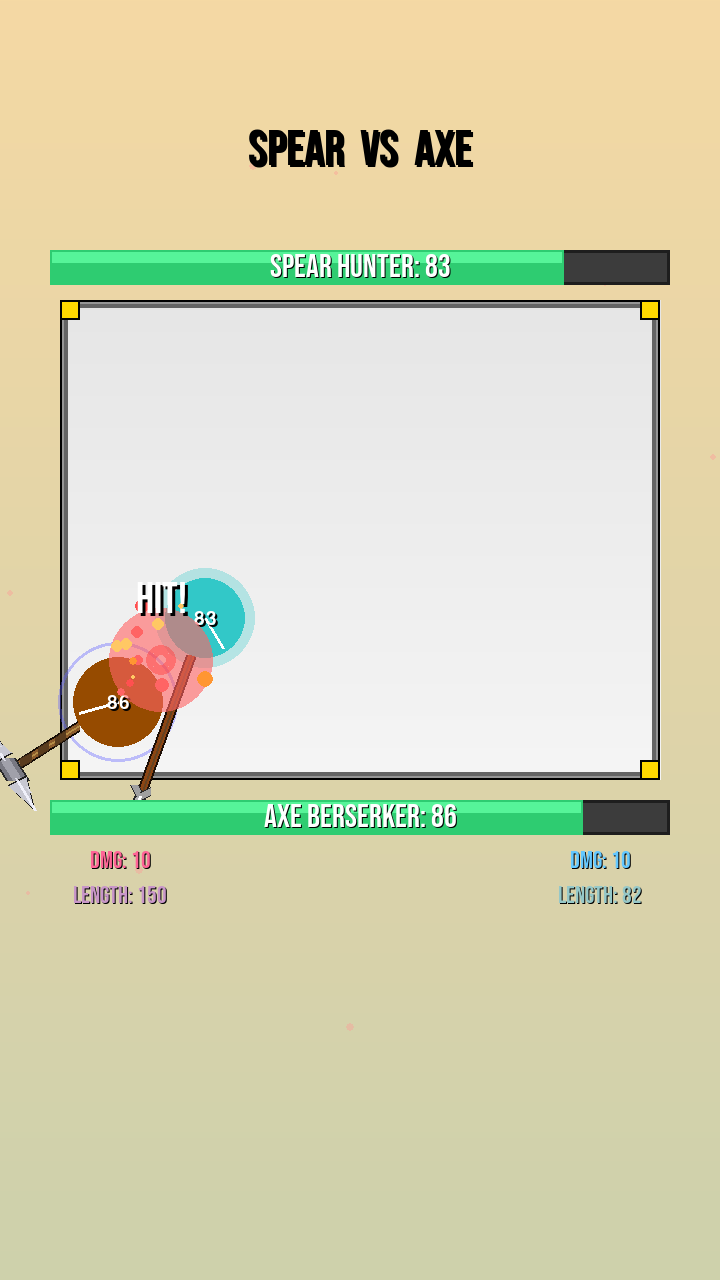 SPEAR VS AXE
SPEAR HUNTER: 83
HIT!
83
86
AXE BERSERKER: 86
DMG: 10
DMG: 10
LENGTH: 150
LENGTH: 82